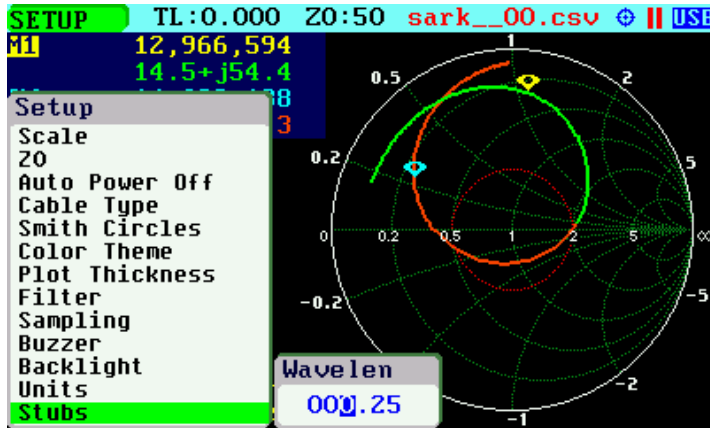 SETUP TL:0.000 Z0:50 sark__00.csv USB
M1 12,966,594
14.5+j54.4
8
3
Setup
Scale
Z0
Auto Power Off
Cable Type
Smith Circles
Color Theme
Plot Thickness
Filter
Sampling
Buzzer
Backlight
Units
Stubs
Wavelen
000.25
1
0.5
2
0.2
5
0 0.2 0.5 1 2 5 ∞
-0.2
-5
-2
-1